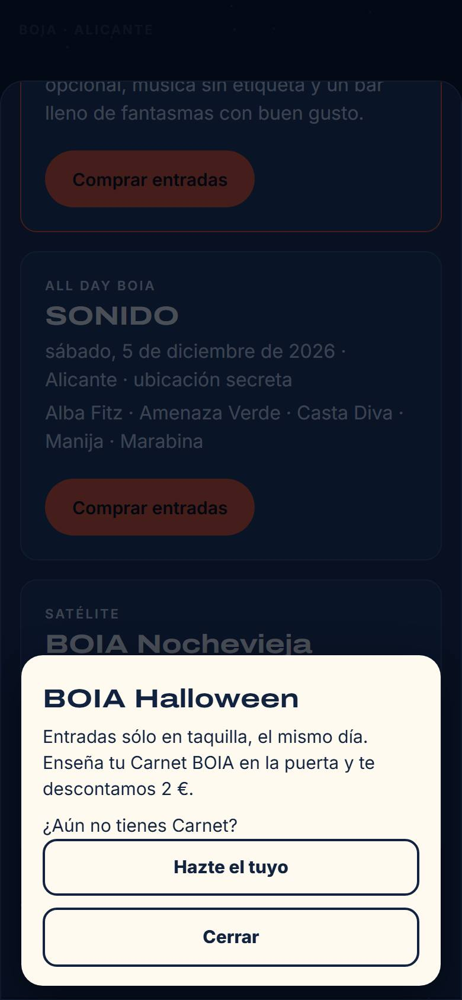 BOIA · ALICANTE
opcional, música sin etiqueta y un bar
lleno de fantasmas con buen gusto.
Comprar entradas
ALL DAY BOIA
SONIDO
sábado, 5 de diciembre de 2026 ·
Alicante · ubicación secreta
Alba Fitz · Amenaza Verde · Casta Diva ·
Manija · Marabina
Comprar entradas
SATÉLITE
BOIA Nochevieja
BOIA Halloween
Entradas sólo en taquilla, el mismo día.
Enseña tu Carnet BOIA en la puerta y te
descontamos 2 €.
¿Aún no tienes Carnet?
Hazte el tuyo
Cerrar